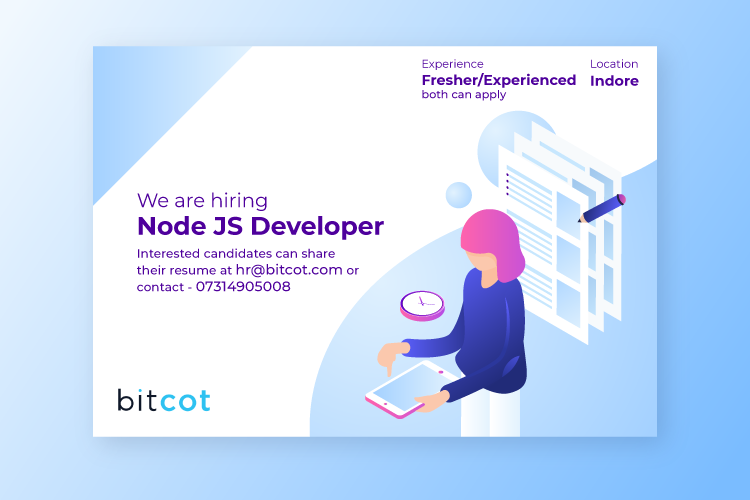 Experience
Fresher/Experienced
both can apply
Location
Indore
We are hiring
Node JS Developer
Interested candidates can share
their resume at hr@bitcot.com or
contact - 07314905008
bitcot